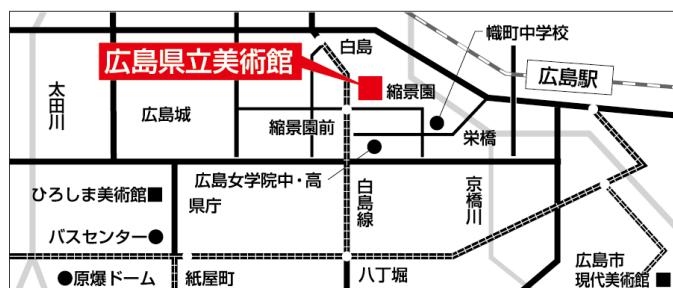 白島
幟町中学校
広島県立美術館
広島駅
太田川
縮景園
広島城
縮景園前
栄橋
広島女学院中・高
県庁
ひろしま美術館
白島線
京橋川
バスセンター
原爆ドーム
紙屋町
八丁堀
広島市
現代美術館